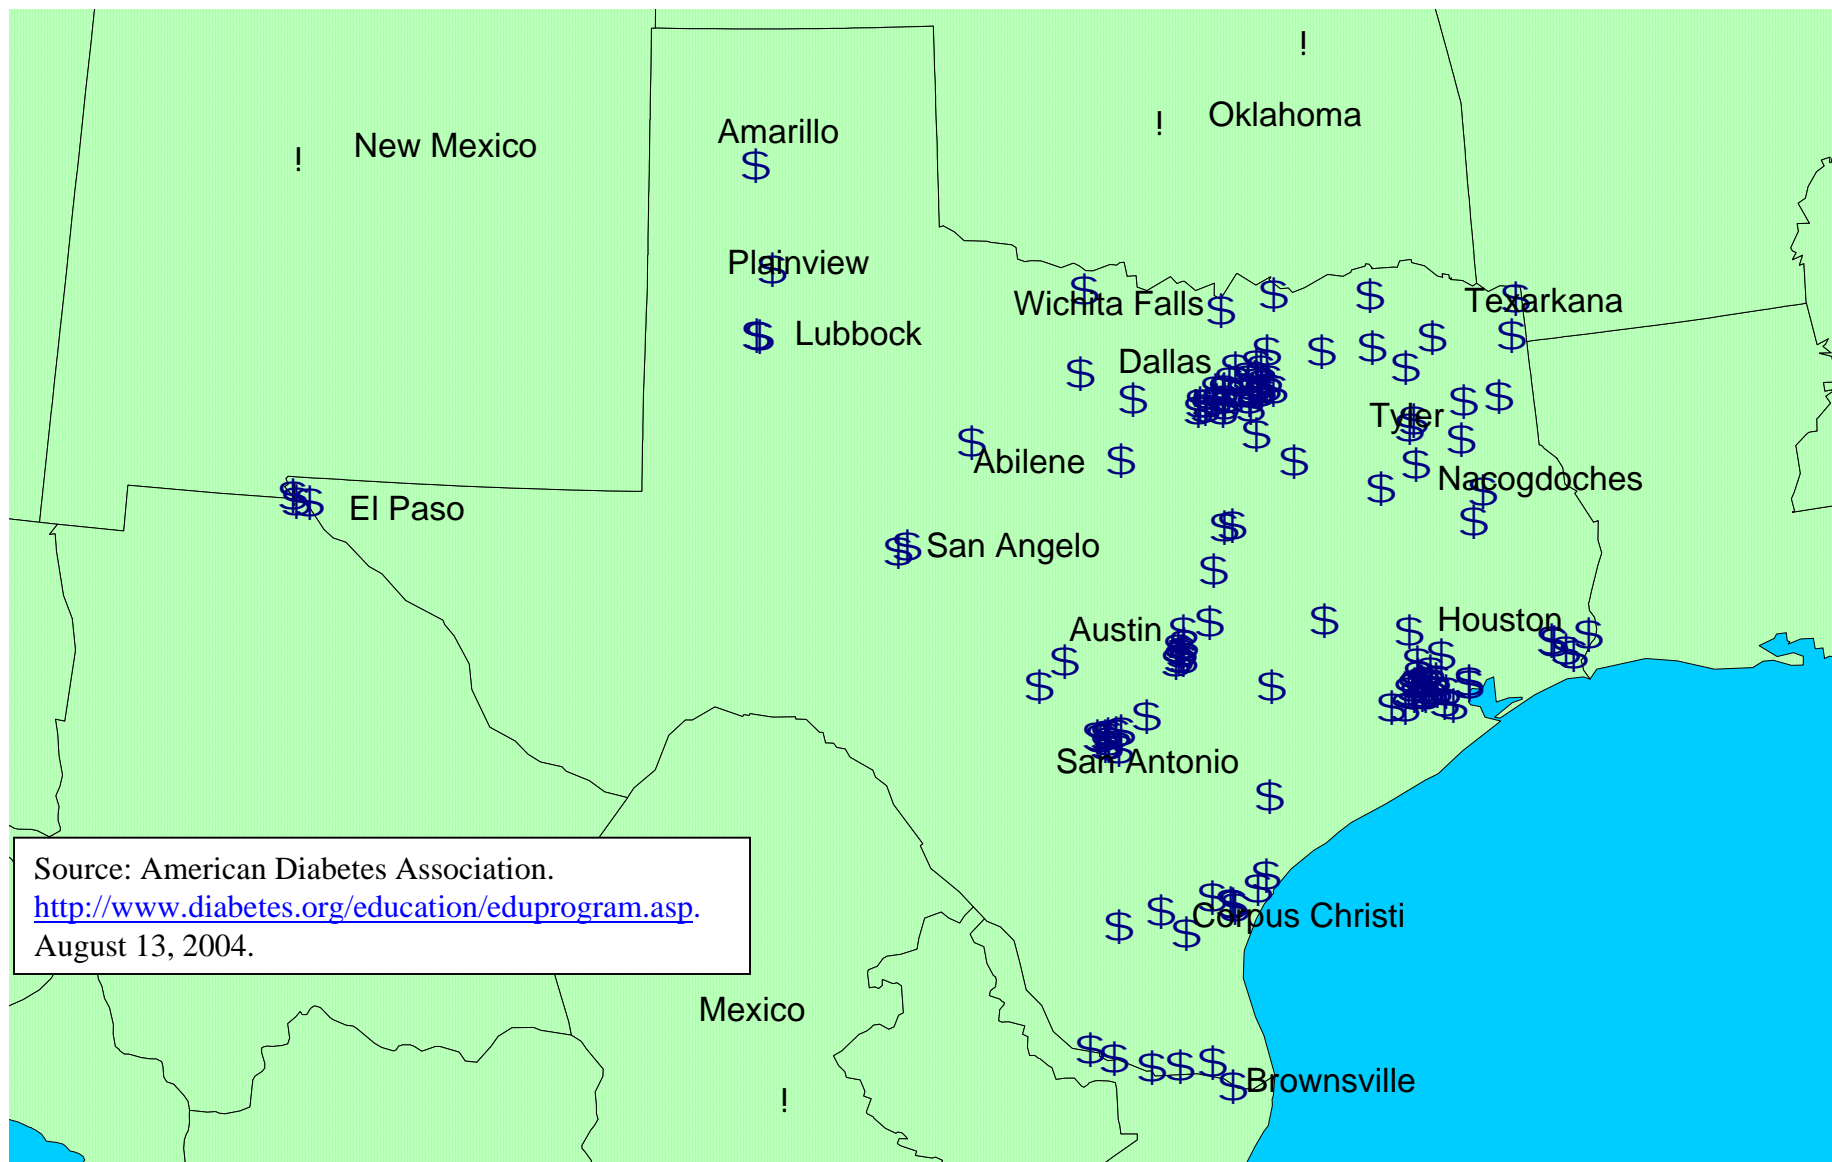 !
Oklahoma
!
Amarillo
New Mexico
!
$
Plainview
$
Wichita Falls
Texarkana
$ Lubbock
Dallas
Tyler
Abilene
Nacogdoches
El Paso
San Angelo
Austin
Houston
San Antonio
Source: American Diabetes Association.
http://www.diabetes.org/education/eduprogram.asp.
August 13, 2004.
Corpus Christi
Mexico
!
Brownsville